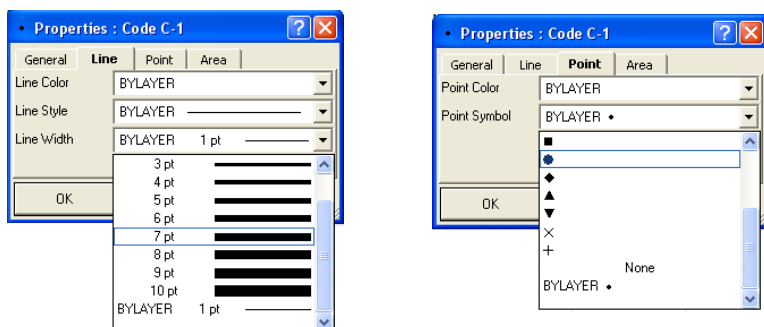 Properties : Code C-1
General Line Point Area
Line Color BYLAYER
Line Style BYLAYER
Line Width BYLAYER 1 pt
3 pt
4 pt
5 pt
6 pt
7 pt
8 pt
9 pt
10 pt
BYLAYER 1 pt
OK
Properties : Code C-1
General Line Point Area
Point Color BYLAYER
Point Symbol BYLAYER
None
BYLAYER
OK